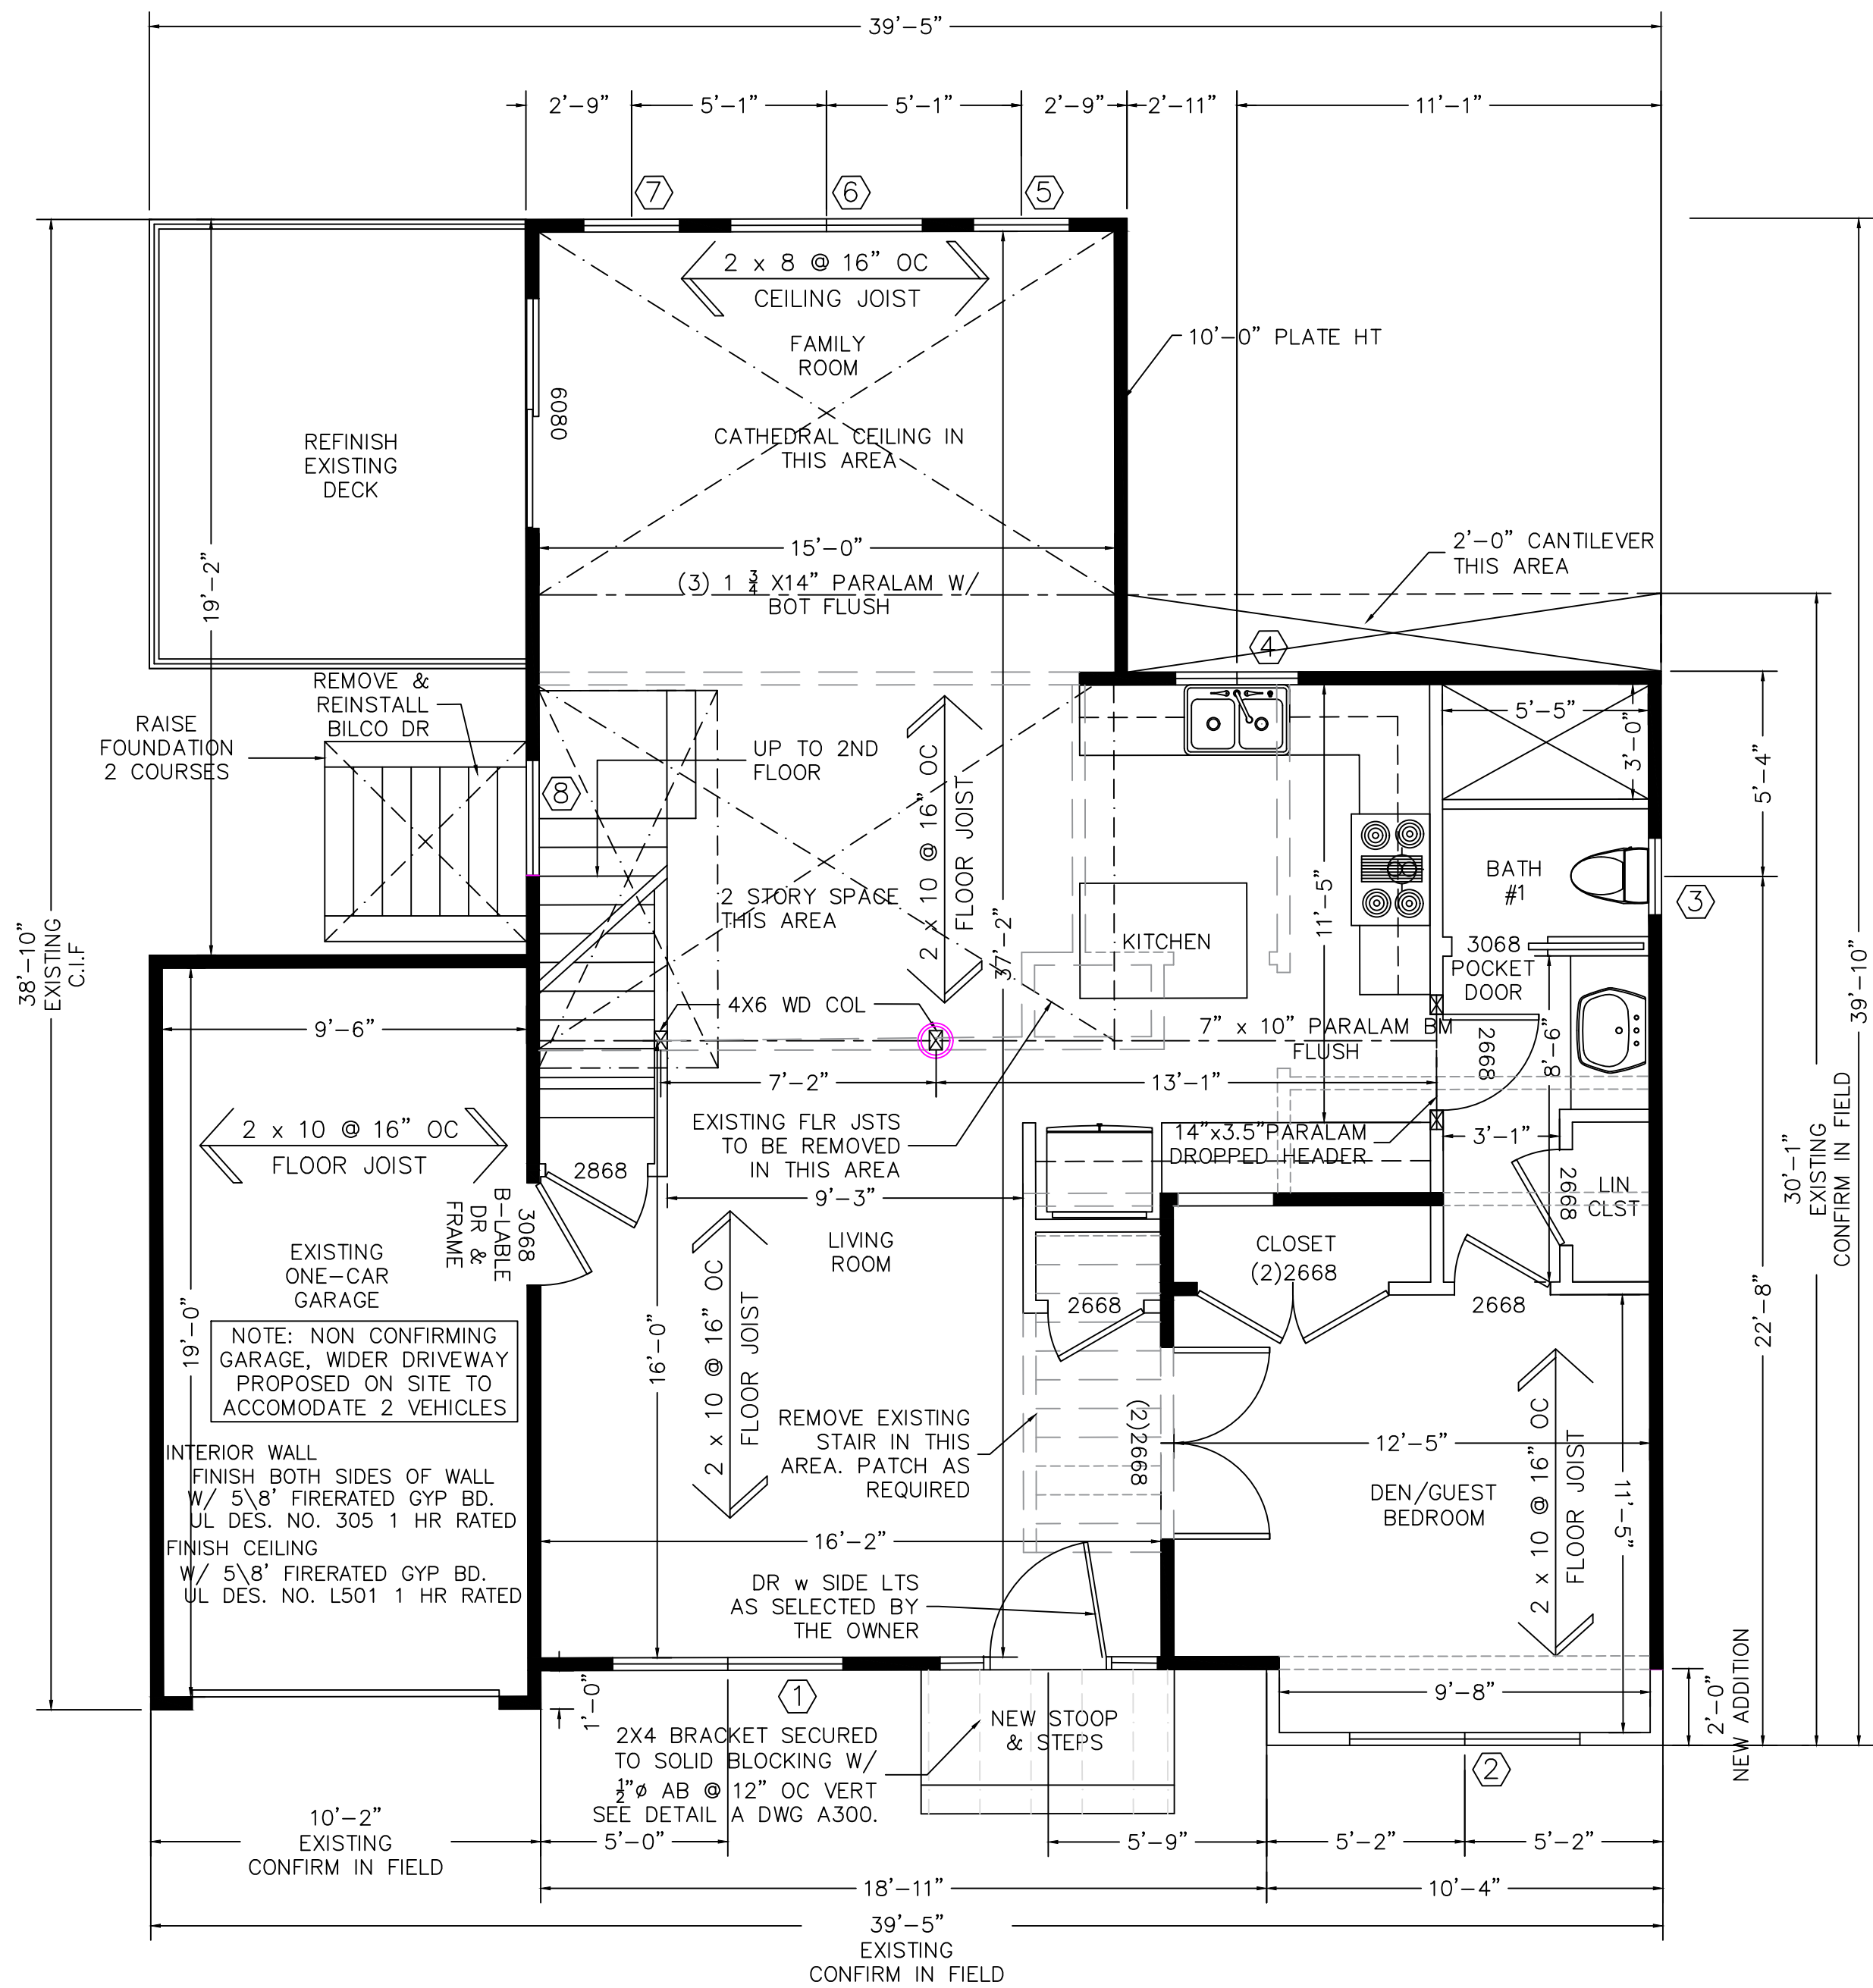 39'-5"
2'-9"
5'-1"
5'-1"
2'-9"
2'-11"
11'-1"
7
6
5
2 x 8 @ 16" OC
CEILING JOIST
FAMILY
ROOM
10'-0" PLATE HT
6080
CATHEDRAL CEILING IN
THIS AREA
REFINISH
EXISTING
DECK
15'-0"
(3) 1 3/4 X14" PARALAM W/
BOT FLUSH
2'-0" CANTILEVER
THIS AREA
19'-2"
4
REMOVE &
REINSTALL
BILCO DR
RAISE
FOUNDATION
2 COURSES
8
UP TO 2ND
FLOOR
2 x 10 @ 16" OC
FLOOR JOIST
5'-5"
3'-0"
5'-4"
2 STORY SPACE
THIS AREA
37'-2"
11'-5"
KITCHEN
BATH
#1
3
3068
POCKET
DOOR
38'-10"
EXISTING
C.I.F
39'-10"
CONFIRM IN FIELD
30'-1"
EXISTING
9'-6"
4X6 WD COL
7" x 10" PARALAM BM
FLUSH
2668
8'-9"
7'-2"
13'-1"
EXISTING FLR JSTS
TO BE REMOVED
IN THIS AREA
14"x3.5"PARALAM
DROPPED HEADER
3'-1"
2 x 10 @ 16" OC
FLOOR JOIST
2868
9'-3"
2668
LIN
CLST
3068
B-LABLE
DR &
FRAME
LIVING
ROOM
CLOSET
(2)2668
EXISTING
ONE-CAR
GARAGE
2668
2668
22'-8"
19'-0"
NOTE: NON CONFIRMING
GARAGE, WIDER DRIVEWAY
PROPOSED ON SITE TO
ACCOMODATE 2 VEHICLES
16'-0"
2 x 10 @ 16" OC
FLOOR JOIST
REMOVE EXISTING
STAIR IN THIS
AREA. PATCH AS
REQUIRED
(2)2668
12'-5"
DEN/GUEST
BEDROOM
2 x 10 @ 16" OC
FLOOR JOIST
11'-5"
INTERIOR WALL
FINISH BOTH SIDES OF WALL
W/ 5\8' FIRERATED GYP BD.
UL DES. NO. 305 1 HR RATED
FINISH CEILING
W/ 5\8' FIRERATED GYP BD.
UL DES. NO. L501 1 HR RATED
16'-2"
DR w SIDE LTS
AS SELECTED BY
THE OWNER
1'-0"
1
9'-8"
2'-0"
NEW ADDITION
NEW STOOP
& STEPS
2X4 BRACKET SECURED
TO SOLID BLOCKING W/
1/2"ø AB @ 12" OC VERT
SEE DETAIL A DWG A300.
2
10'-2"
EXISTING
CONFIRM IN FIELD
5'-0"
5'-9"
5'-2"
5'-2"
18'-11"
10'-4"
39'-5"
EXISTING
CONFIRM IN FIELD